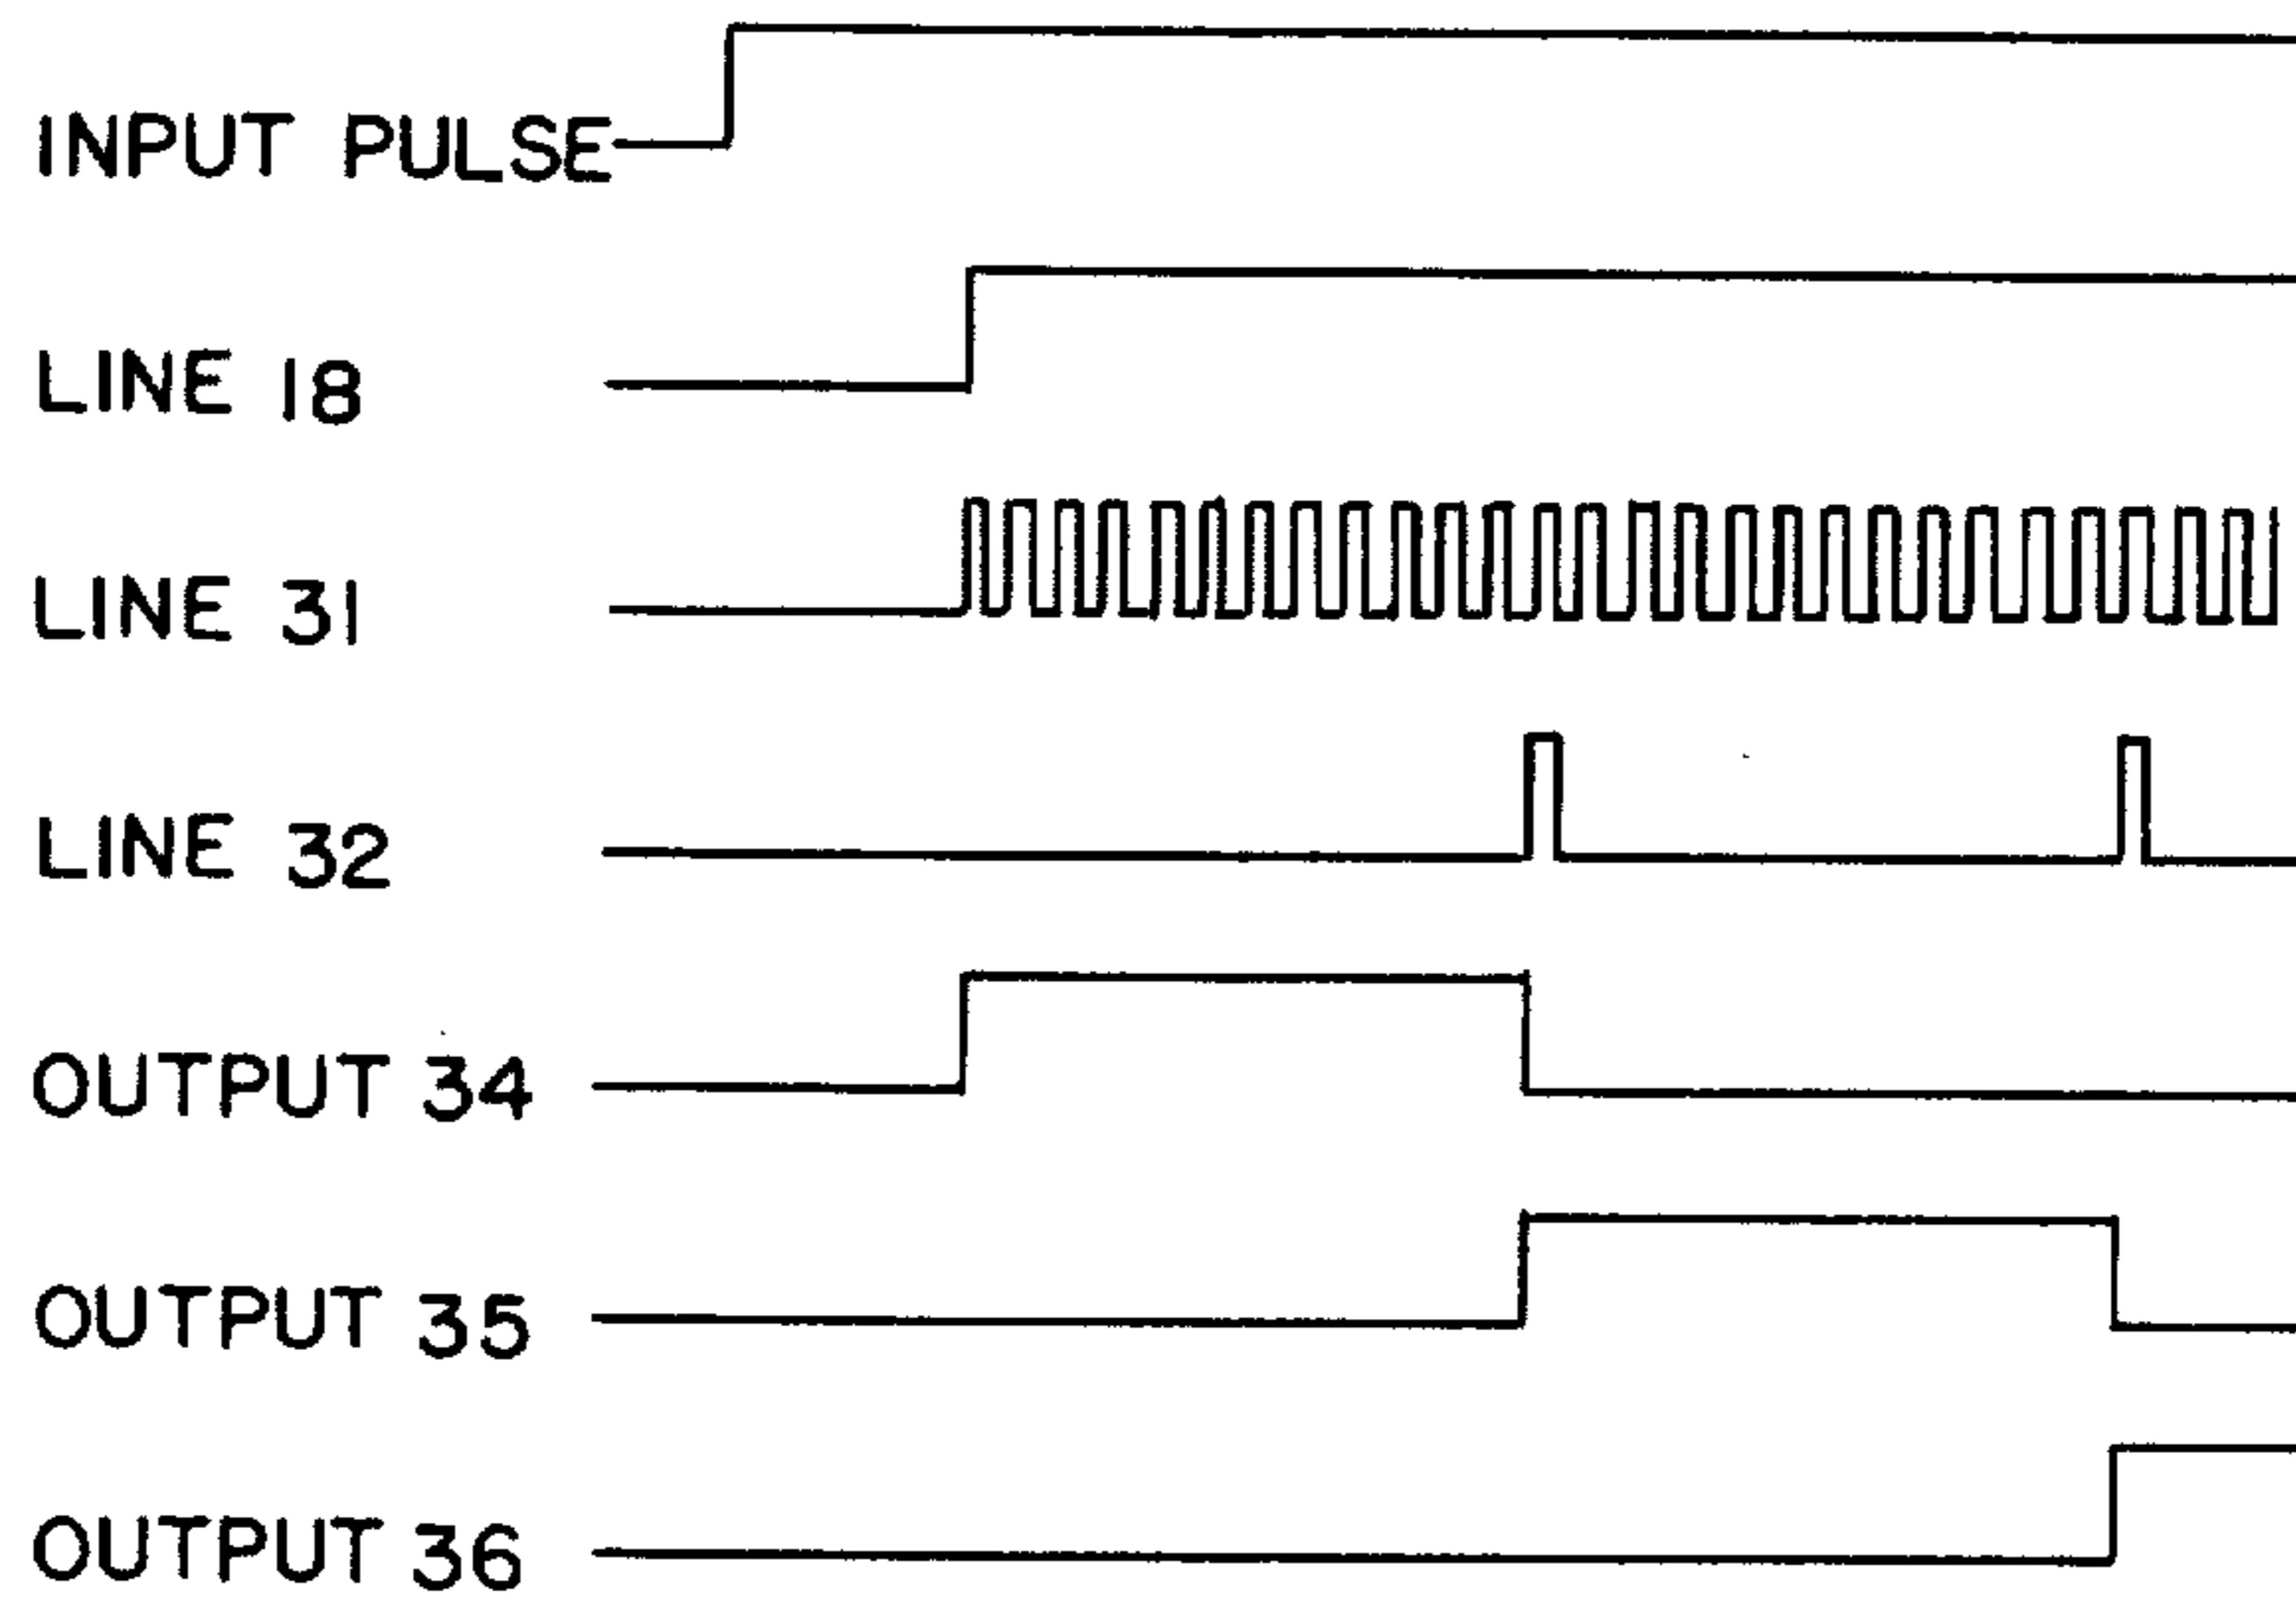 INPUT PULSE
LINE 18
LINE 31
LINE 32
OUTPUT 34
OUTPUT 35
OUTPUT 36